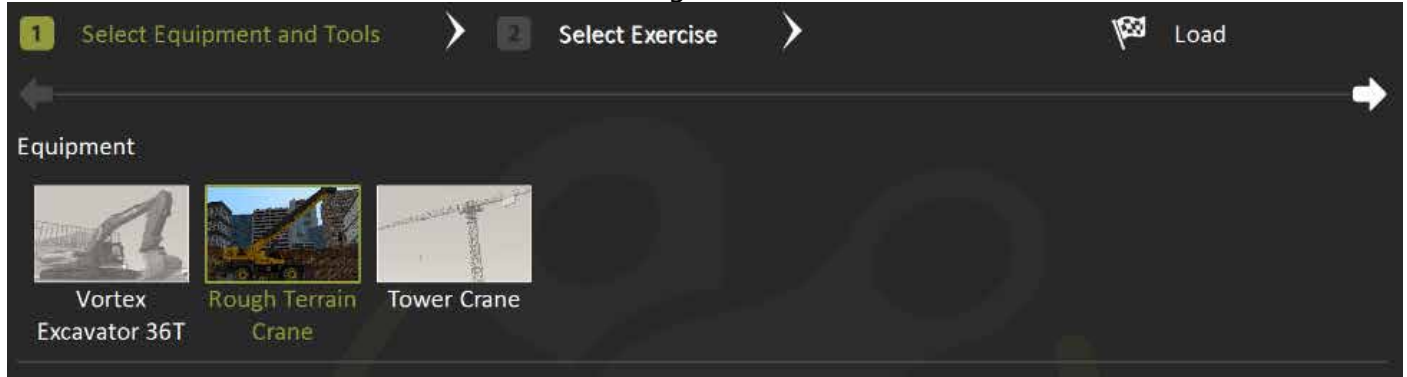 1 Select Equipment and Tools 2 Select Exercise Load
Equipment
Vortex Excavator 36T
Rough Terrain Crane
Tower Crane